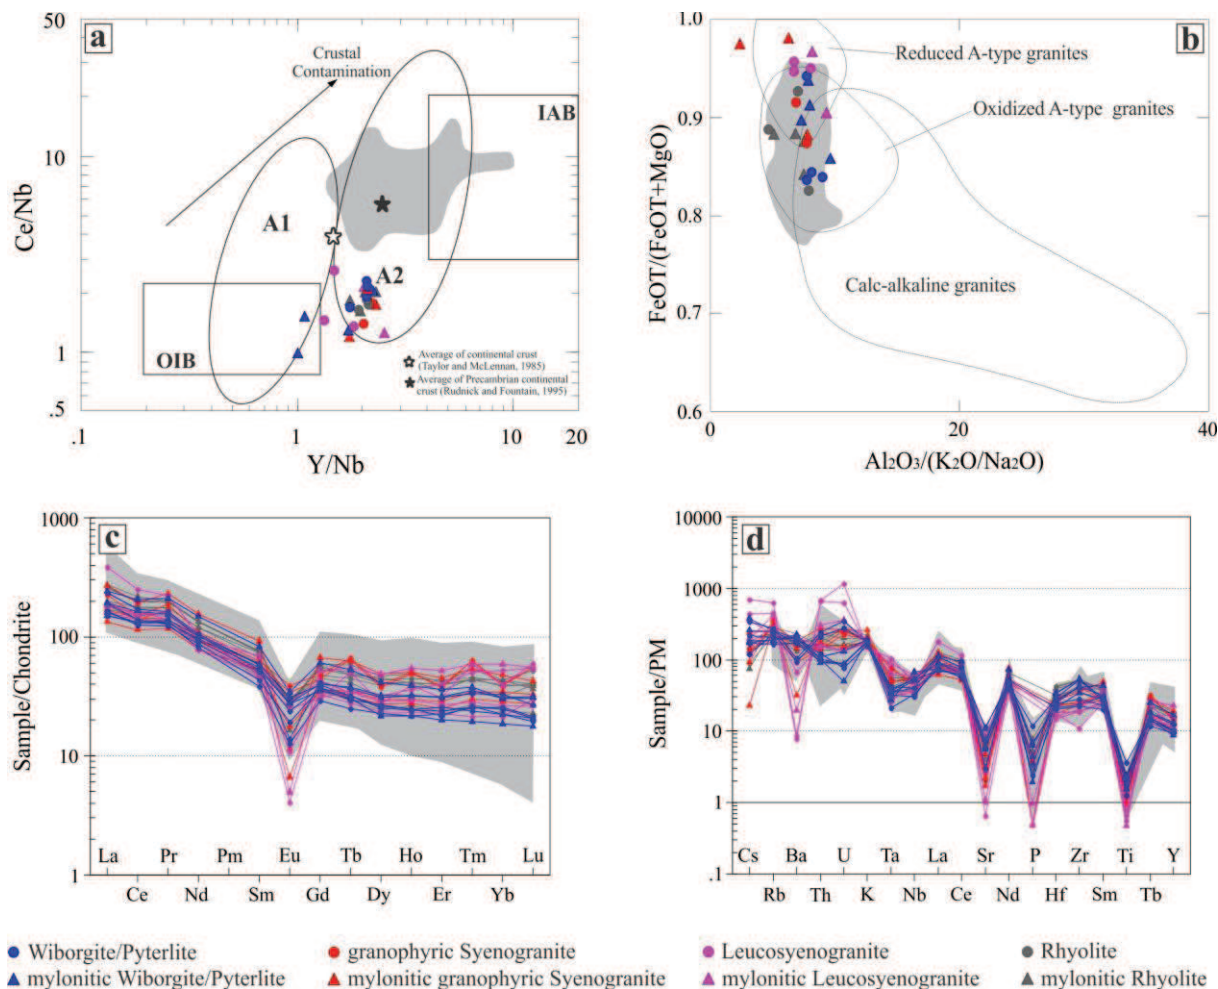 a
50
10
1
.5
Ce/Nb
Crustal
Contamination
IAB
A1
A2
OIB
Average of continental crust
(Taylor and McLennan, 1985)
Average of Precambrian continental
crust (Rudnick and Fountain, 1995)
.1
1
10
20
Y/Nb
b
1.0
0.9
0.8
0.7
0.6
FeOT/(FeOT+MgO)
Reduced A-type granites
Oxidized A-type granites
Calc-alkaline granites
0
20
40
Al₂O₃/(K₂O/Na₂O)
c
1000
100
10
1
Sample/Chondrite
La Pr Pm Eu Tb Ho Tm Lu
Ce Nd Sm Gd Dy Er Yb
d
10000
1000
100
10
1
.1
Sample/PM
Cs Ba Th U Ta La Sr P Zr Ti Y
Rb Th K Nb Ce Nd Hf Sm Tb
Wiborgite/Pyterlite
granophyric Syenogranite
Leucosyenogranite
Rhyolite
mylonitic Wiborgite/Pyterlite
mylonitic granophyric Syenogranite
mylonitic Leucosyenogranite
mylonitic Rhyolite